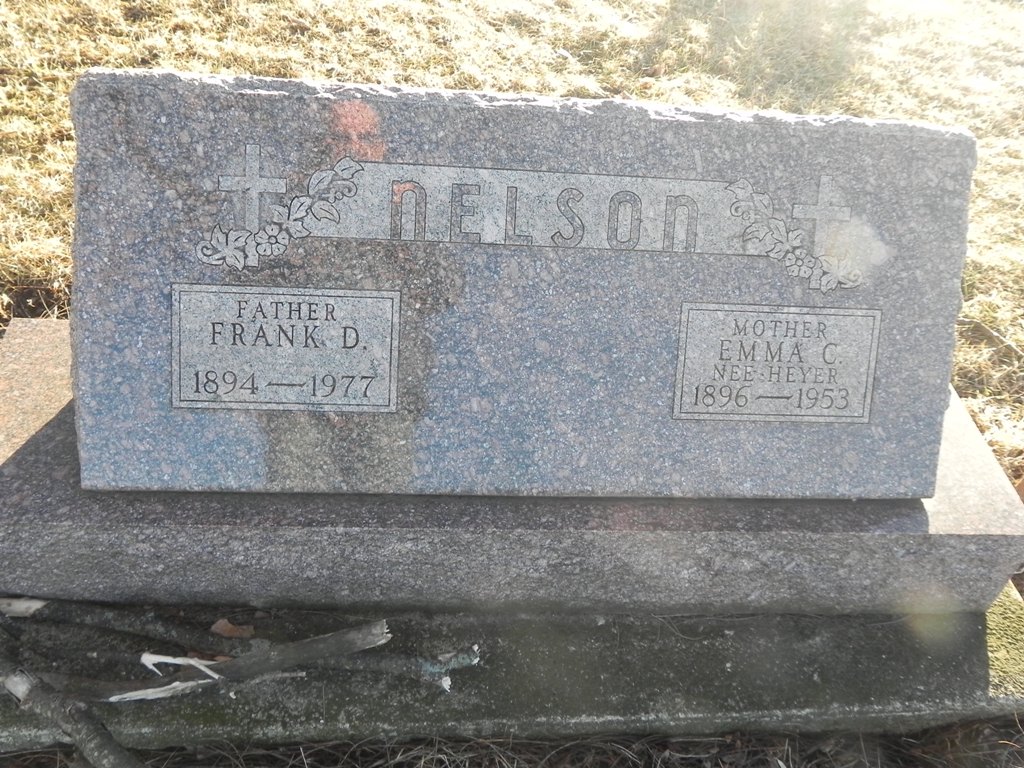 NELSON
FATHER
FRANK D.
1894 — 1977
MOTHER
EMMA C.
NEE HEYER
1896 — 1953